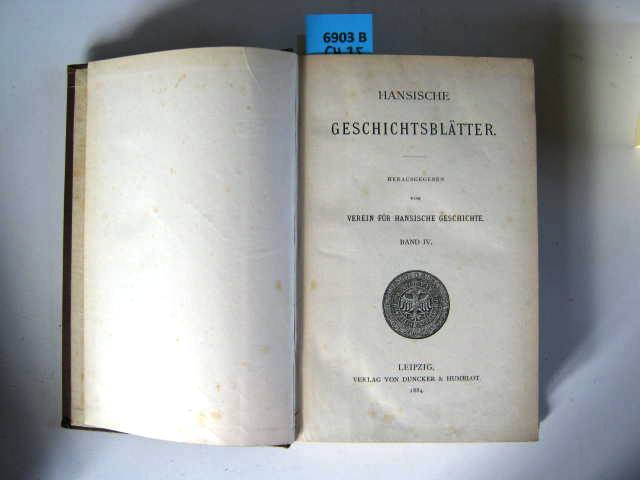 6903 B
HANSISCHE
GESCHICHTSBLÄTTER.
HERAUSGEGEBEN
VOM
VEREIN FÜR HANSISCHE GESCHICHTE.
BAND IV.
LEIPZIG,
VERLAG VON DUNCKER & HUMBLOT.
1884.